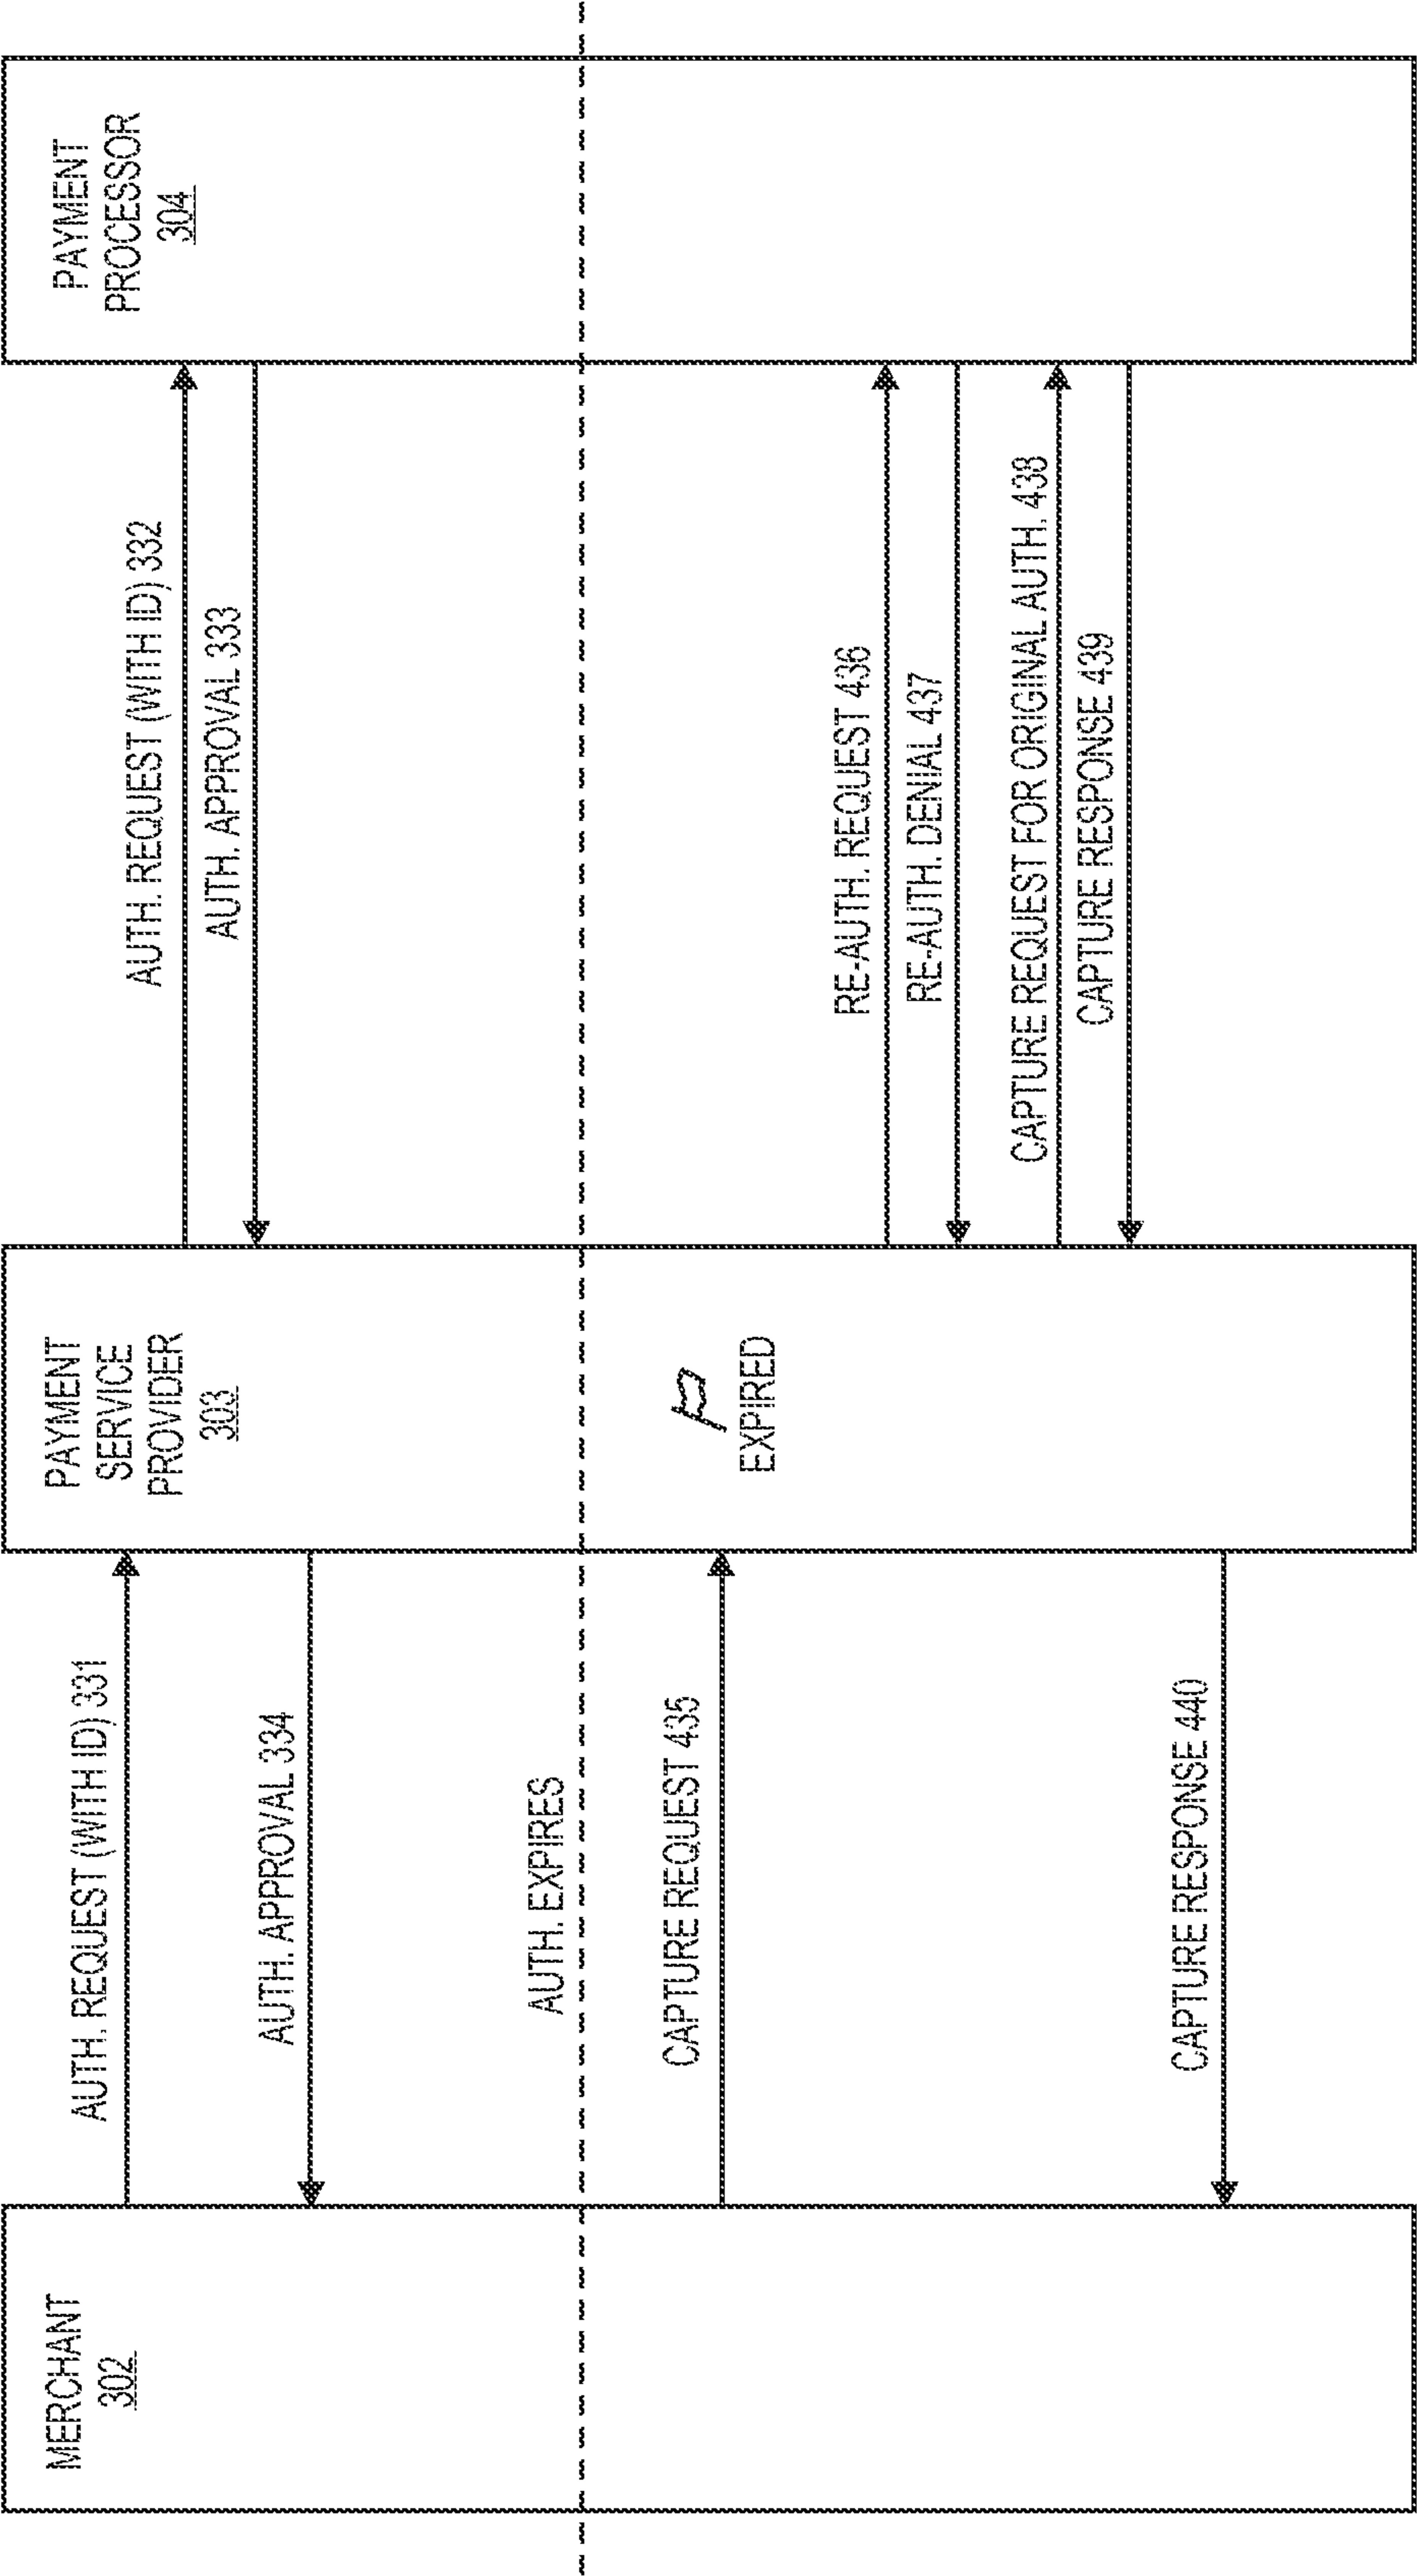 MERCHANT
302
PAYMENT
SERVICE
PROVIDER
303
PAYMENT
PROCESSOR
304
AUTH. REQUEST (WITH ID) 331
AUTH. REQUEST (WITH ID) 332
AUTH. APPROVAL 333
AUTH. APPROVAL 334
AUTH. EXPIRES
CAPTURE REQUEST 435
EXPIRED
RE-AUTH. REQUEST 436
RE-AUTH. DENIAL 437
CAPTURE REQUEST FOR ORIGINAL AUTH. 438
CAPTURE RESPONSE 439
CAPTURE RESPONSE 440